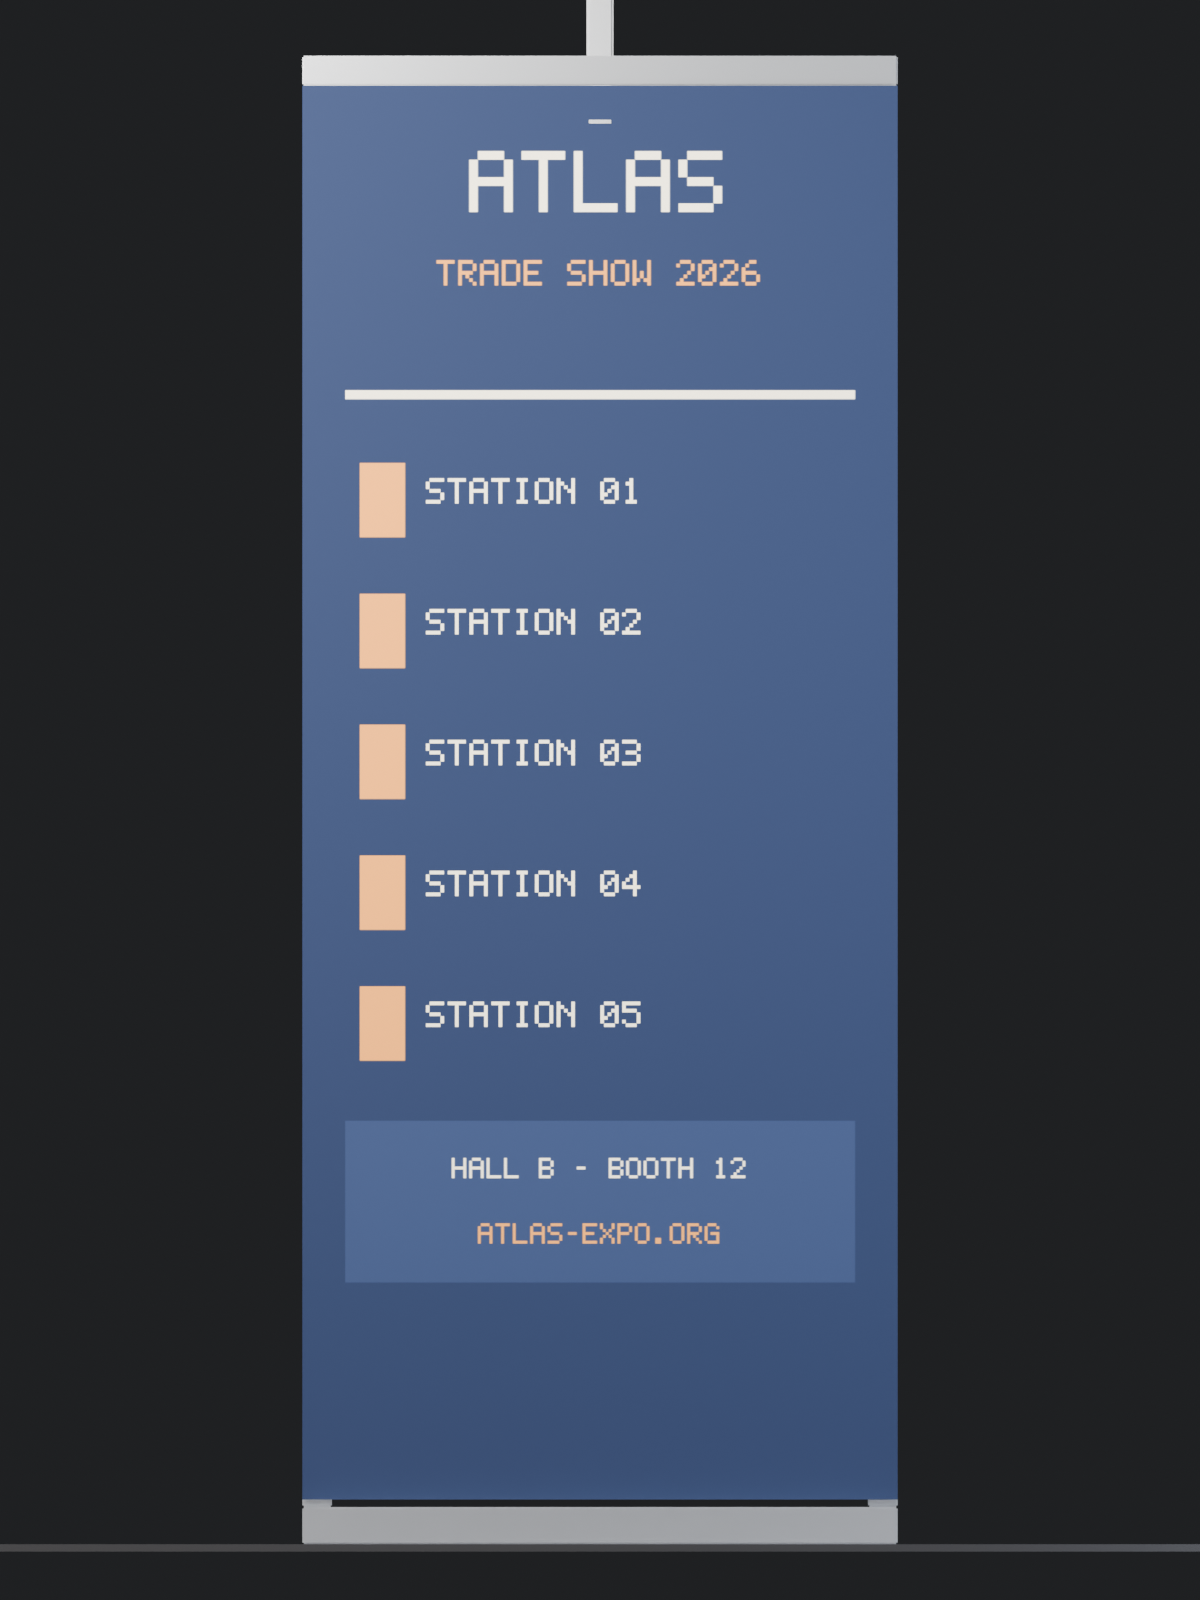 ATLAS
TRADE SHOW 2026
STATION 01
STATION 02
STATION 03
STATION 04
STATION 05
HALL B - BOOTH 12
ATLAS-EXPO.ORG